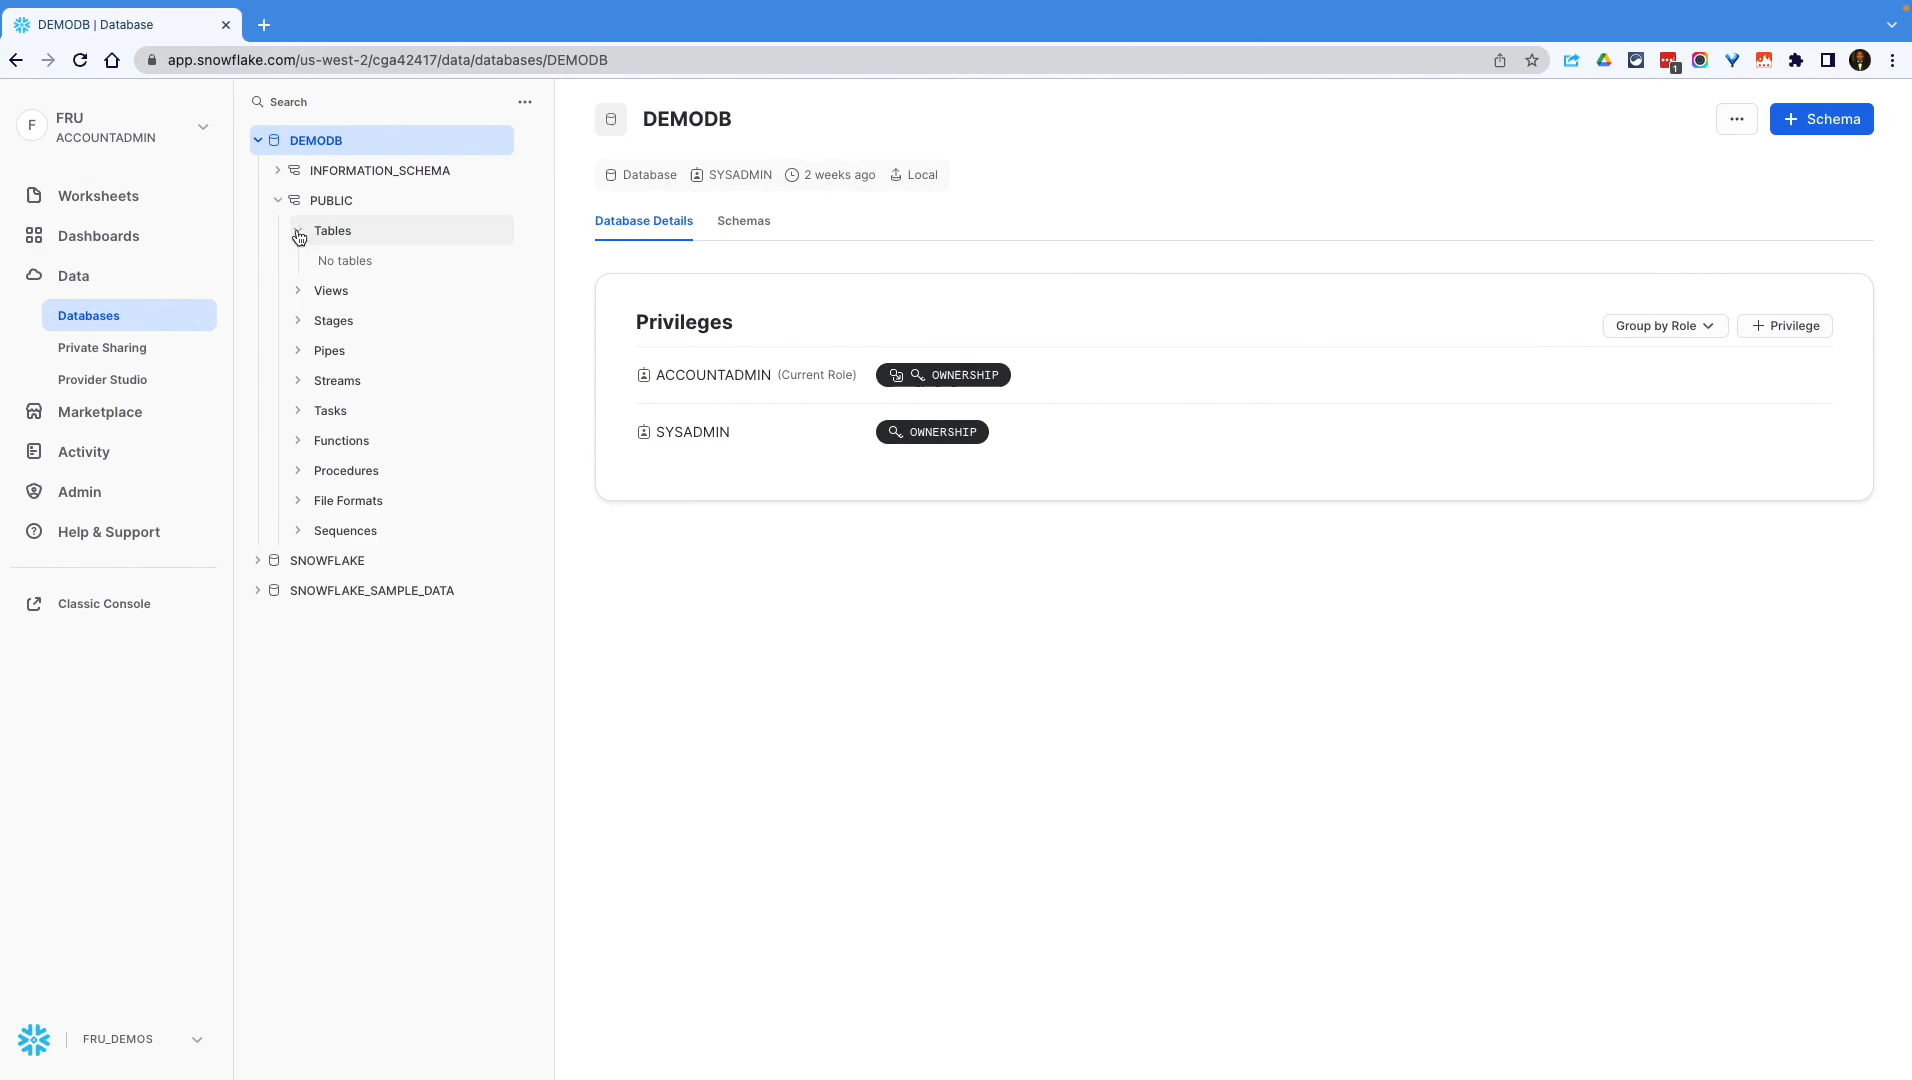 DEMODB | Database
app.snowflake.com/us-west-2/cga42417/data/databases/DEMODB
1
F
FRU
ACCOUNTADMIN
Worksheets
Dashboards
Data
Databases
Private Sharing
Provider Studio
Marketplace
Activity
Admin
Help & Support
Classic Console
FRU_DEMOS
Search
DEMODB
INFORMATION_SCHEMA
PUBLIC
Tables
No tables
Views
Stages
Pipes
Streams
Tasks
Functions
Procedures
File Formats
Sequences
SNOWFLAKE
SNOWFLAKE_SAMPLE_DATA
DEMODB
+ Schema
Database SYSADMIN 2 weeks ago Local
Database Details Schemas
Privileges
Group by Role + Privilege
ACCOUNTADMIN (Current Role) OWNERSHIP
SYSADMIN OWNERSHIP